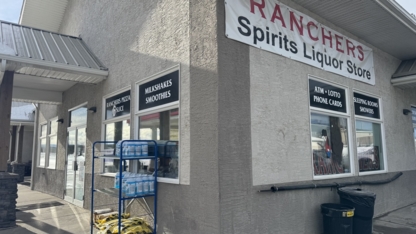 RANCHERS
Spirits Liquor Store
MILKSHAKES
SMOOTHIES
ATM • LOTTO
PHONE CARDS
SLEEPING ROOMS
SHOWERS